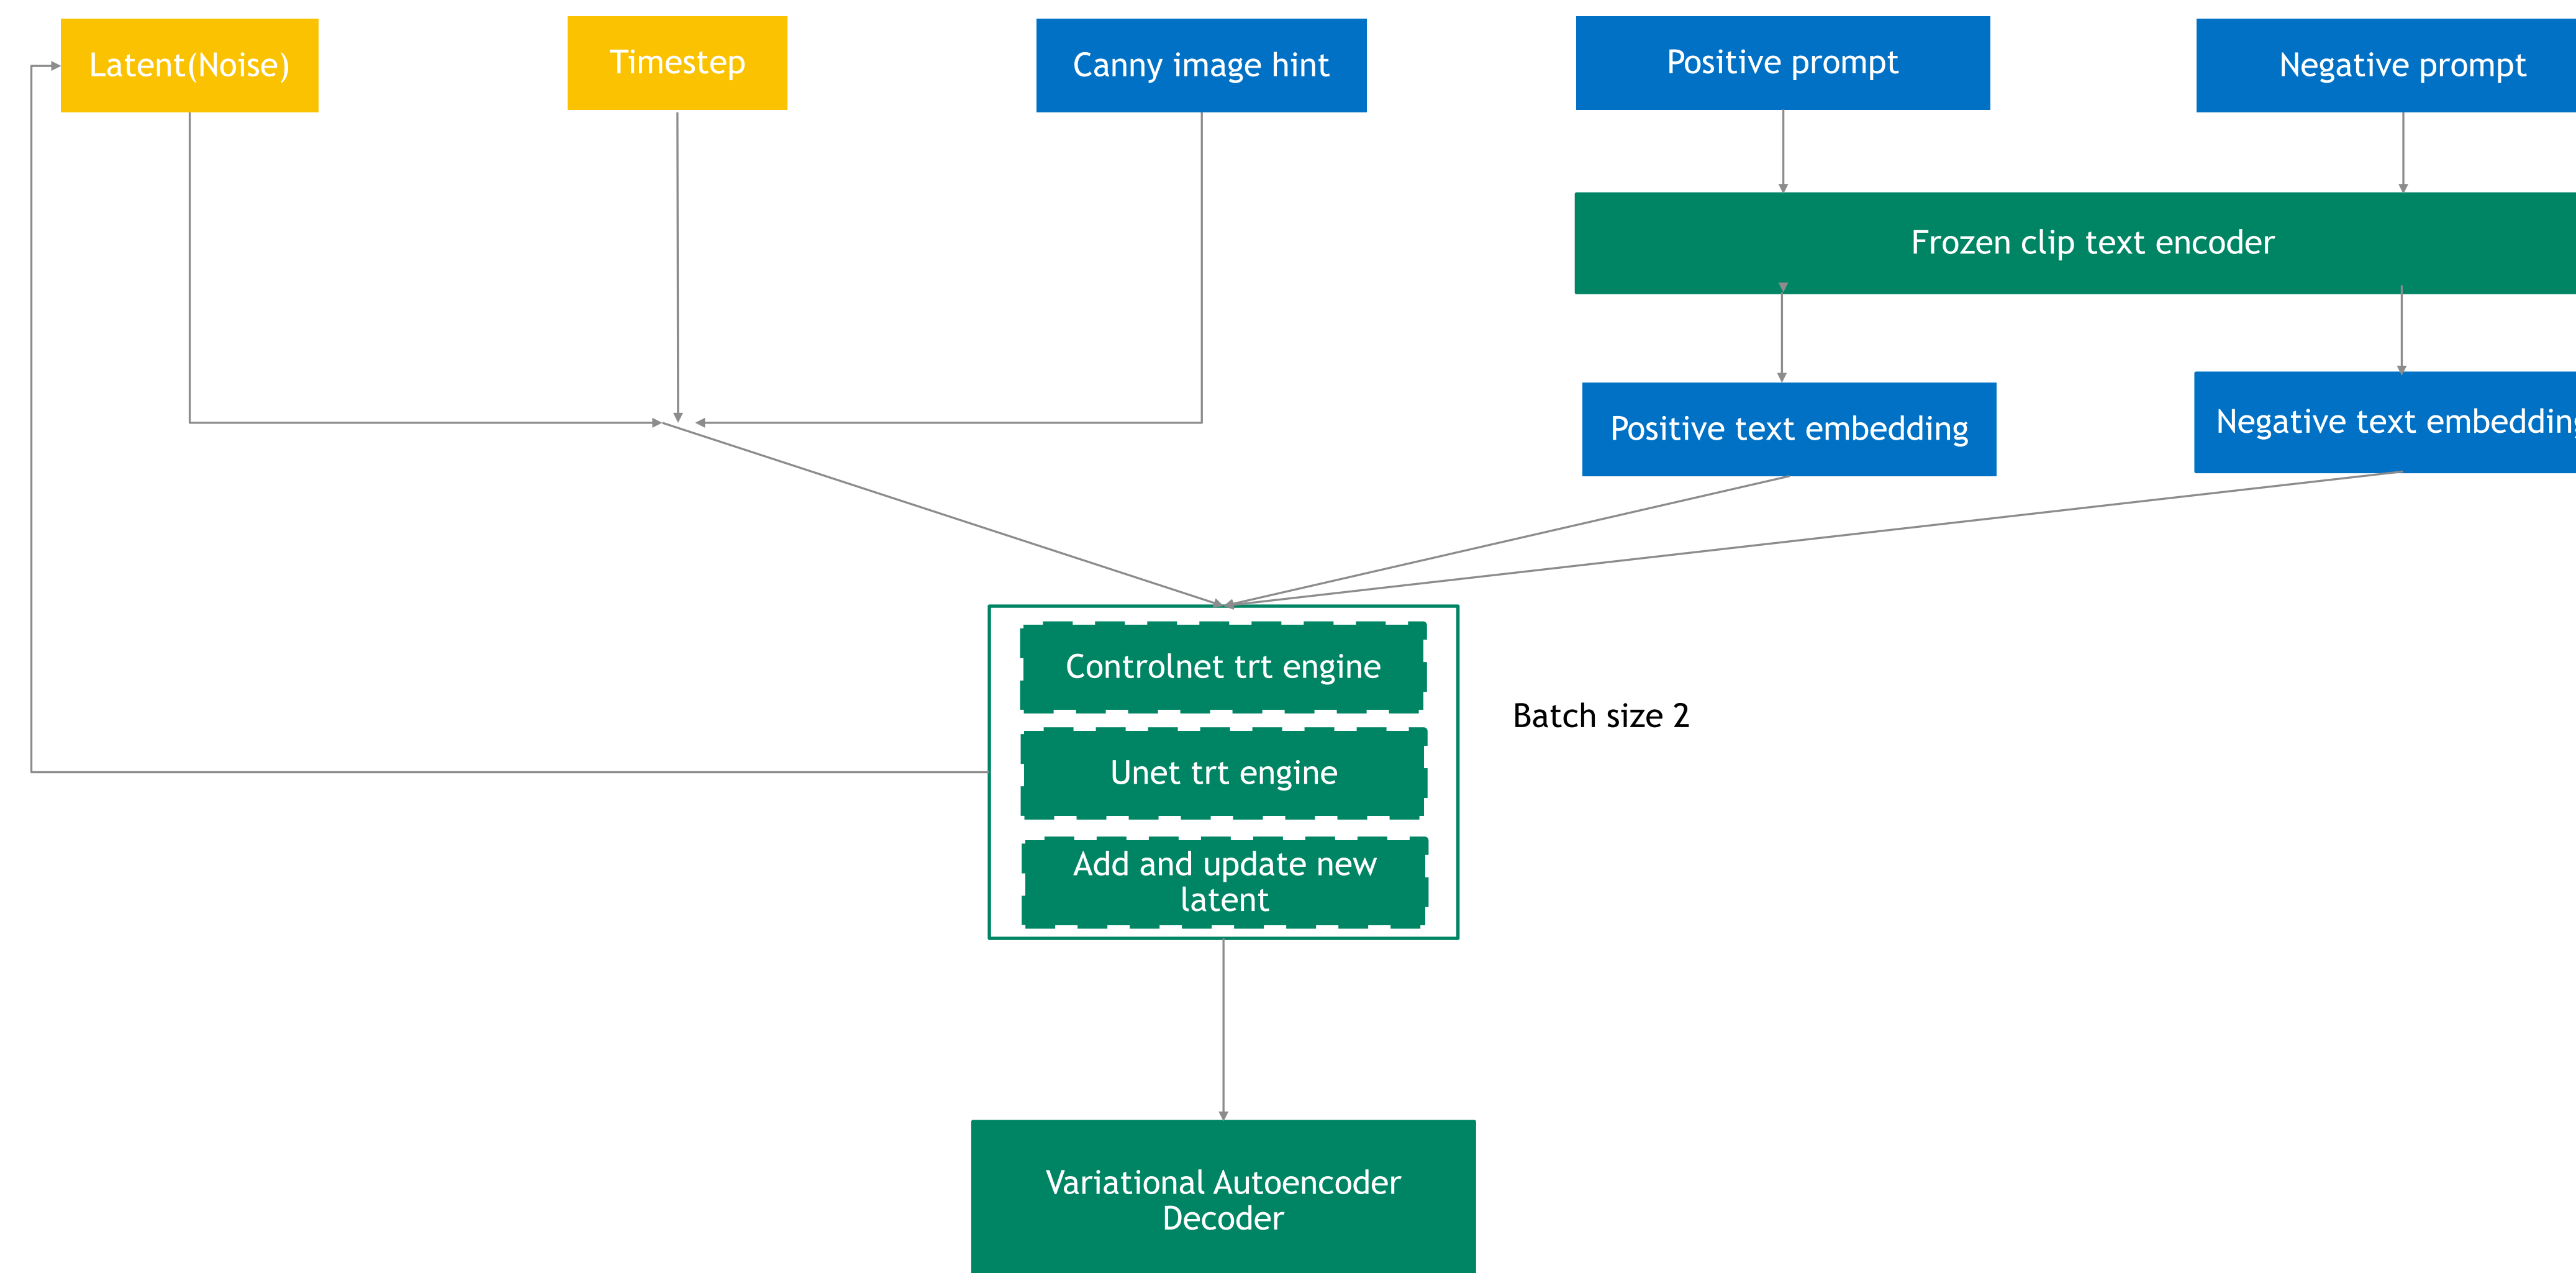 Latent(Noise)
Timestep
Canny image hint
Positive prompt
Negative prompt
Frozen clip text encoder
Positive text embedding
Negative text embedding
Controlnet trt engine
Batch size 2
Unet trt engine
Add and update new
latent
Variational Autoencoder
Decoder